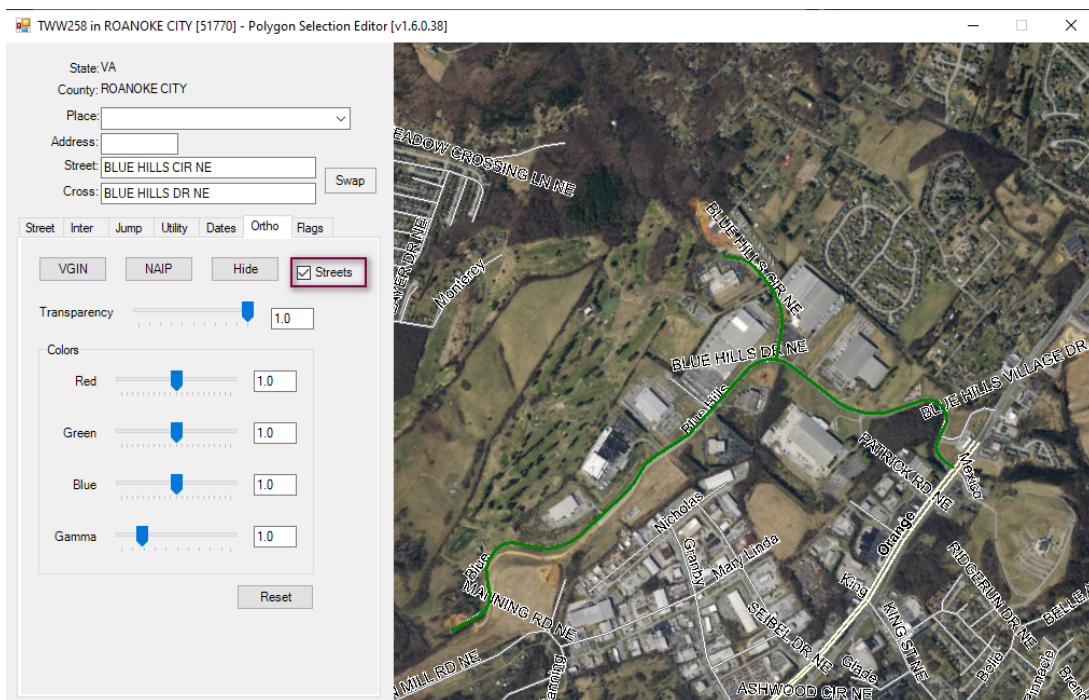 TWW258 in ROANOKE CITY [51770] - Polygon Selection Editor [v1.6.0.38]
State: VA
County: ROANOKE CITY
Place:
Address:
Street: BLUE HILLS CIR NE
Cross: BLUE HILLS DR NE
Swap
Street Inter Jump Utility Dates Ortho Flags
VGIN NAIP Hide Streets
Transparency 1.0
Colors
Red 1.0
Green 1.0
Blue 1.0
Gamma 1.0
Reset
MEADOW CROSSING LN NE
Monterey
BLUE HILLS CIR NE
BLUE HILLS DR NE
BLUE HILLS VILLAGE DR
Blue Hills
PATRICK RD NE
Mexico
Nicholas
Orange
Granby
Mary Linda
Blue
MANNING RD NE
King
RIDGERUN DR NE
KING ST NE
SEIBEL DR NE
Belle
Glade
ASHWOOD CIR NE